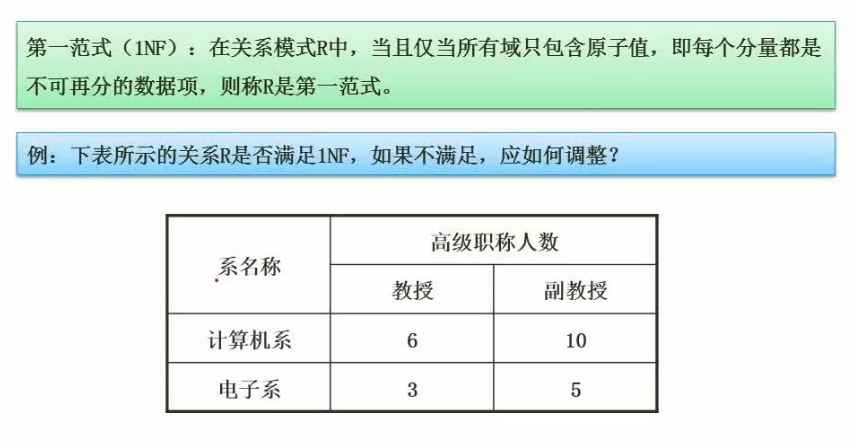 第一范式（1NF）：在关系模式R中，当且仅当所有域只包含原子值，即每个分量都是
不可再分的数据项，则称R是第一范式。
例：下表所示的关系R是否满足1NF，如果不满足，应如何调整？
系名称
高级职称人数
教授
副教授
计算机系
6
10
电子系
3
5